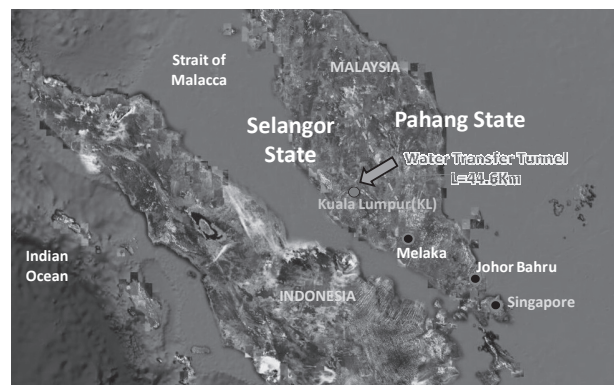 Strait of
Malacca
MALAYSIA
Selangor
State
Pahang State
Water Transfer Tunnel
L=44.6Km
Kuala Lumpur(KL)
Melaka
Indian
Ocean
Johor Bahru
INDONESIA
Singapore